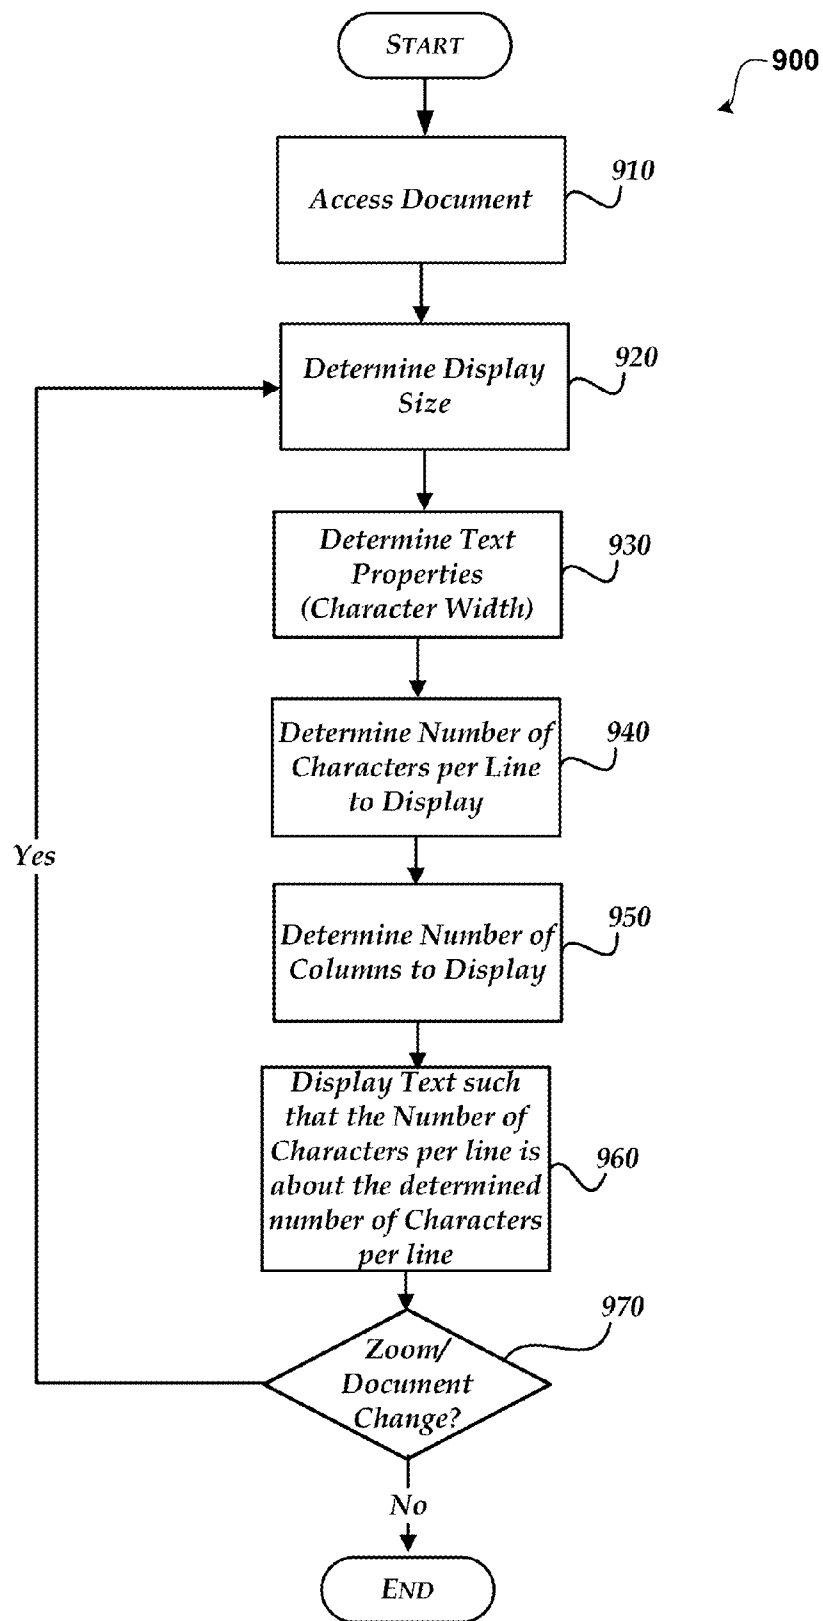 START
900
Access Document
910
Determine Display
Size
920
Determine Text
Properties
(Character Width)
930
Determine Number of
Characters per Line
to Display
940
Determine Number of
Columns to Display
950
Display Text such
that the Number of
Characters per line is
about the determined
number of Characters
per line
960
Zoom/
Document
Change?
970
Yes
No
END